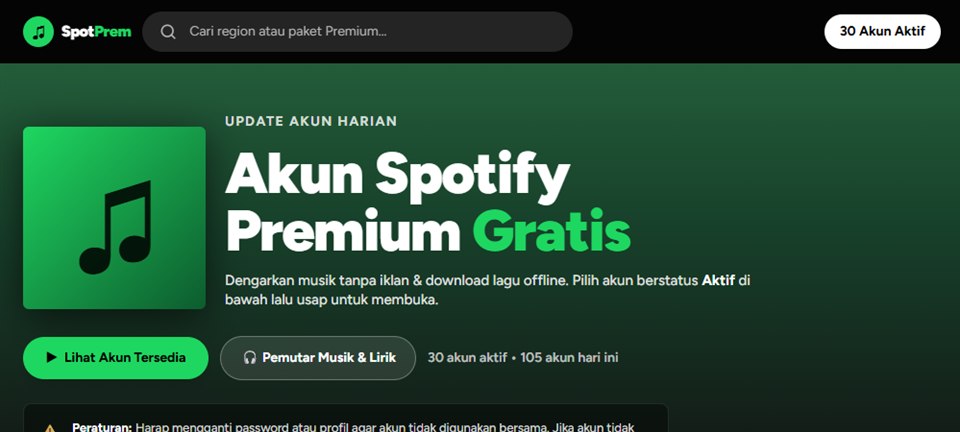 SpotPrem
Cari region atau paket Premium...
30 Akun Aktif
UPDATE AKUN HARIAN
Akun Spotify
Premium Gratis
Dengarkan musik tanpa iklan & download lagu offline. Pilih akun berstatus Aktif di
bawah lalu usap untuk membuka.
Lihat Akun Tersedia
Pemutar Musik & Lirik
30 akun aktif • 105 akun hari ini
Peraturan: Harap mengganti password atau profil agar akun tidak digunakan bersama. Jika akun tidak